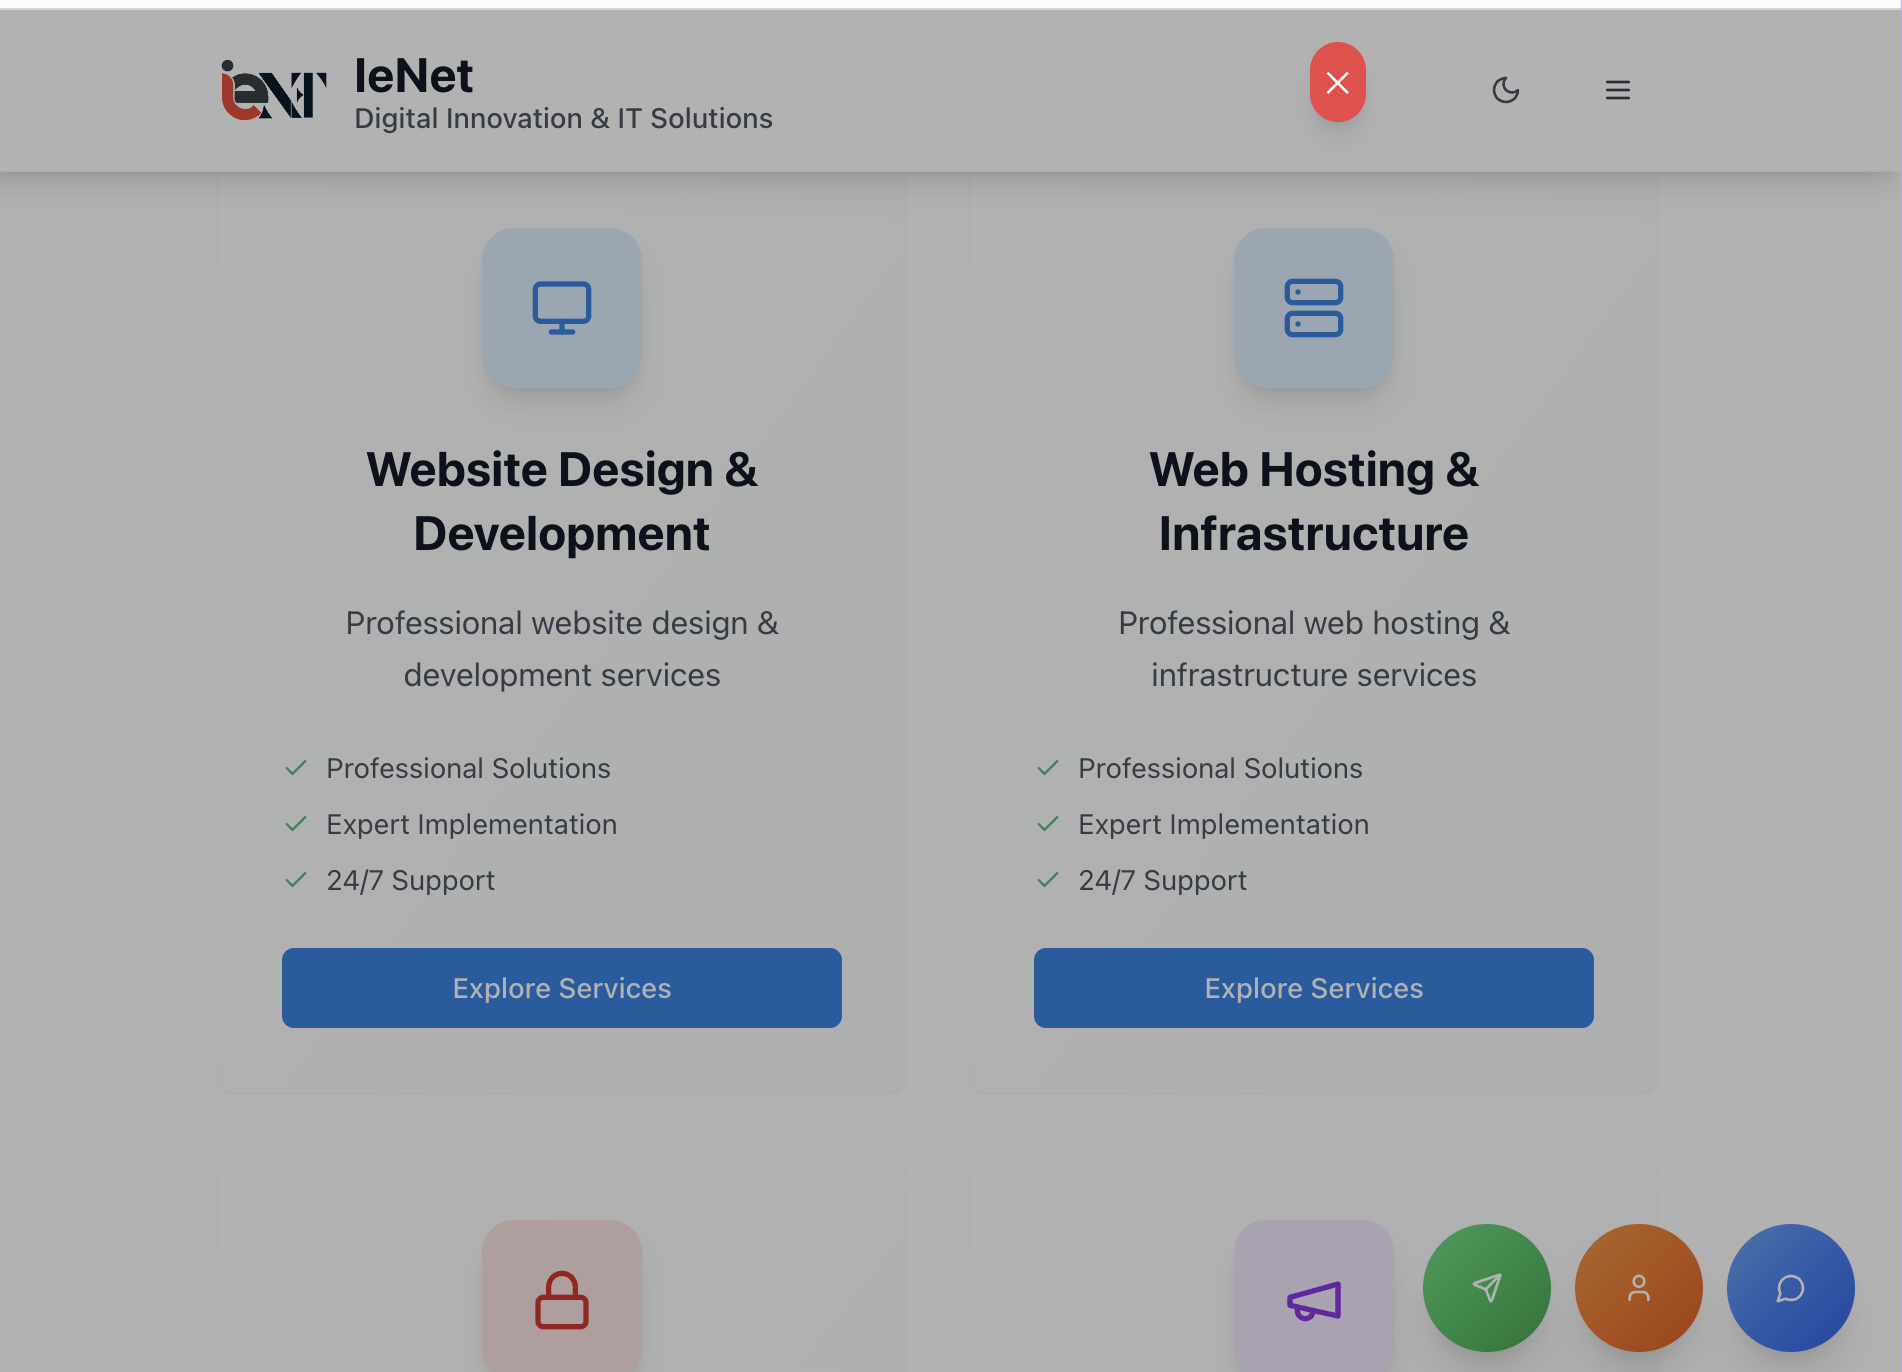 ieNET
IeNet
Digital Innovation & IT Solutions
Website Design &
Development
Professional website design &
development services
Professional Solutions
Expert Implementation
24/7 Support
Explore Services
Web Hosting &
Infrastructure
Professional web hosting &
infrastructure services
Professional Solutions
Expert Implementation
24/7 Support
Explore Services